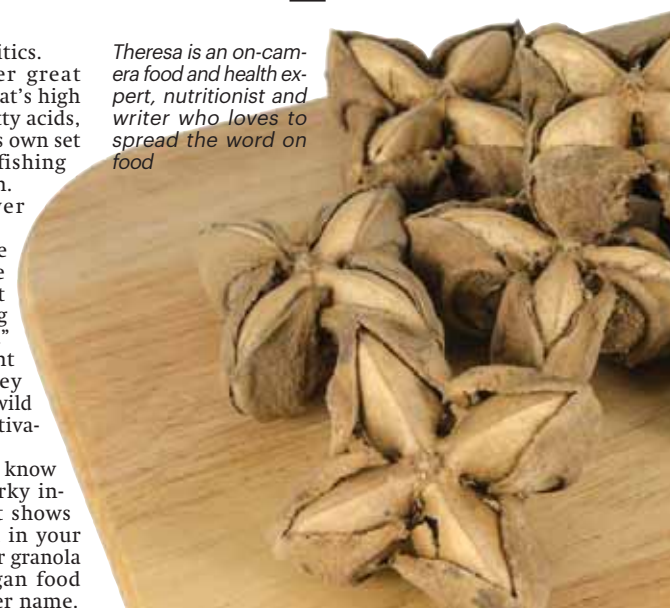 itics.
er great
at's high
ty acids,
s own set
fishing
n.
er
e
e
t
g
”
nt
ey
wild
tiva-
know
rky in-
t shows
in your
r granola
gan food
er name.
Theresa is an on-cam-
era food and health ex-
pert, nutritionist and
writer who loves to
spread the word on
food